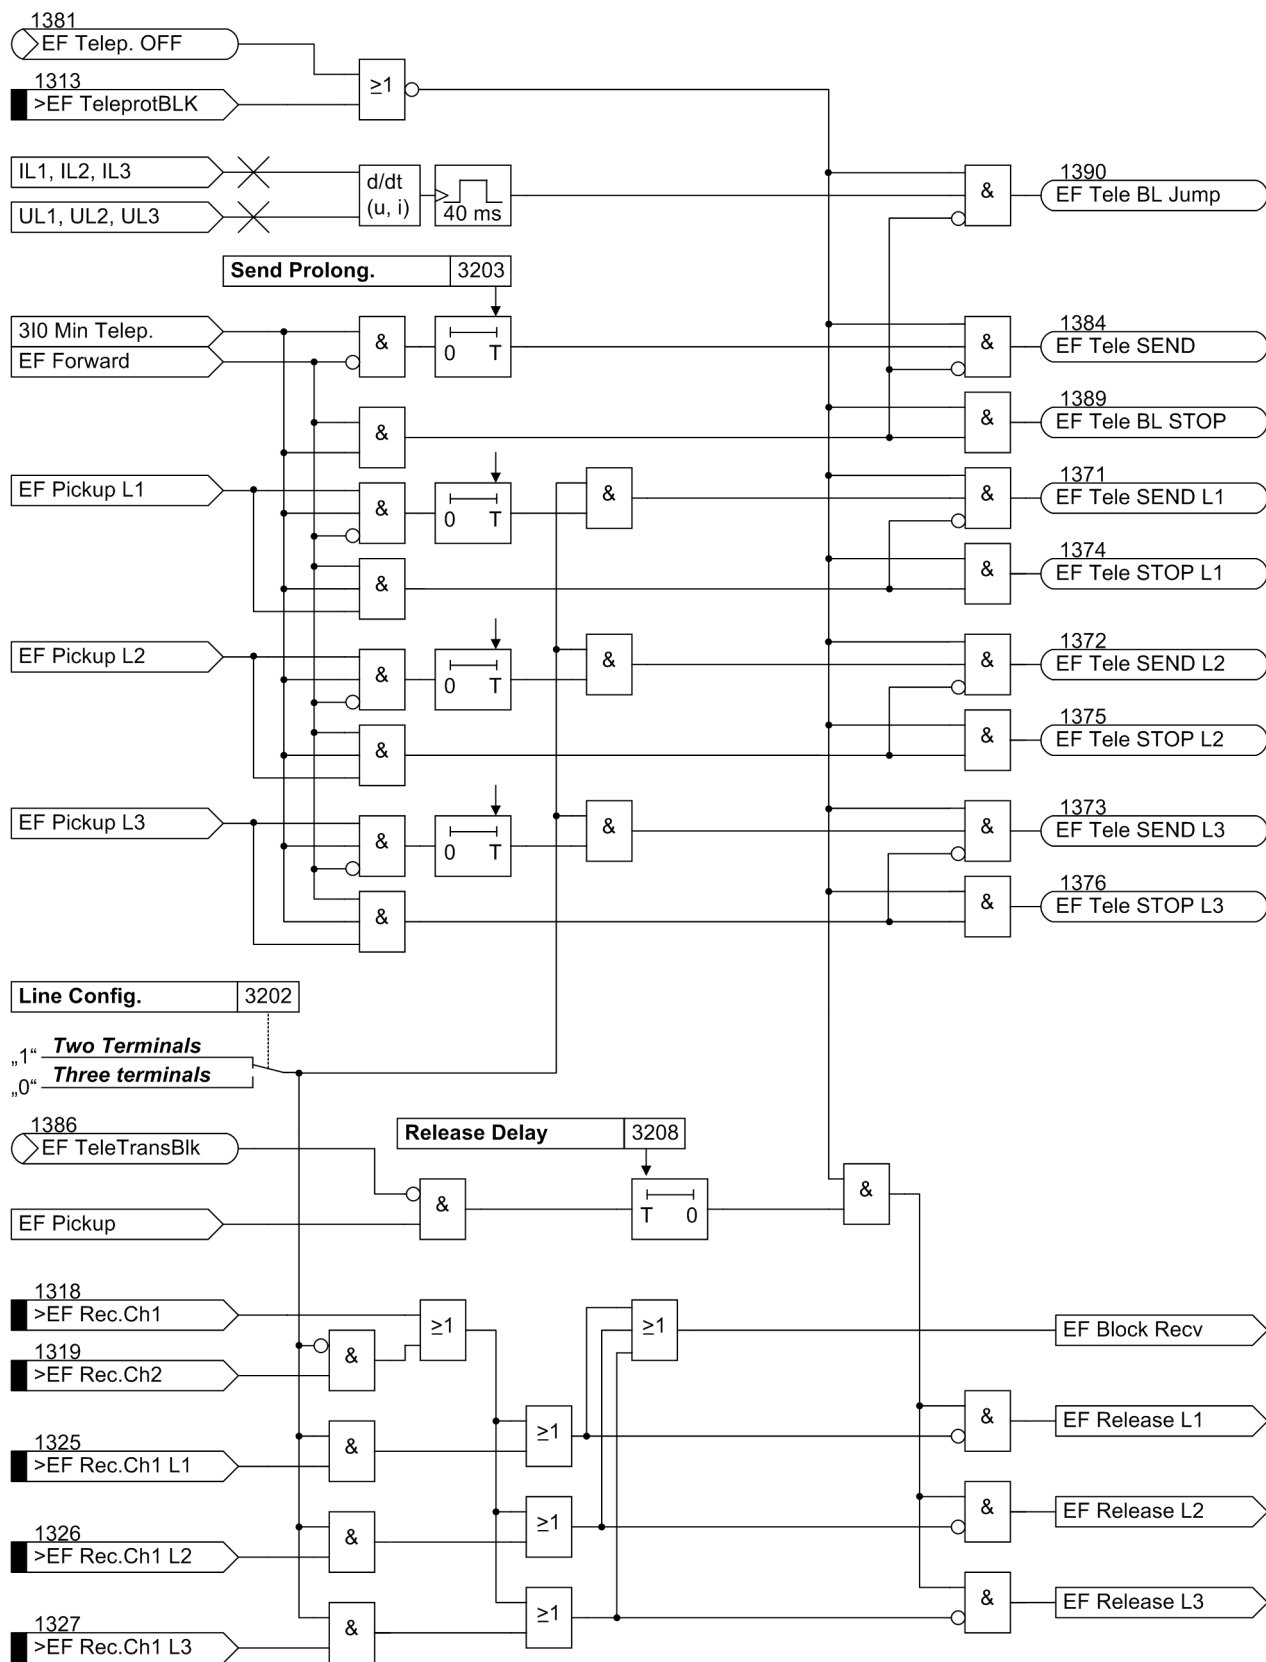 1381
EF Telep. OFF
≥1
1313
>EF TeleprotBLK
IL1, IL2, IL3
d/dt
(u, i)
40 ms
&
1390
EF Tele BL Jump
UL1, UL2, UL3
Send Prolong. 3203
3I0 Min Telep.
EF Forward
&
0 T
&
1384
EF Tele SEND
&
&
1389
EF Tele BL STOP
EF Pickup L1
&
0 T
&
&
1371
EF Tele SEND L1
&
&
1374
EF Tele STOP L1
EF Pickup L2
&
0 T
&
&
1372
EF Tele SEND L2
&
&
1375
EF Tele STOP L2
EF Pickup L3
&
0 T
&
&
1373
EF Tele SEND L3
&
&
1376
EF Tele STOP L3
Line Config. 3202
„1“ Two Terminals
„0“ Three terminals
1386
EF TeleTransBlk
Release Delay 3208
&
T 0
&
EF Pickup
1318
>EF Rec.Ch1
≥1
≥1
EF Block Recv
1319
>EF Rec.Ch2
&
1325
>EF Rec.Ch1 L1
&
≥1
&
EF Release L1
1326
>EF Rec.Ch1 L2
&
≥1
&
EF Release L2
1327
>EF Rec.Ch1 L3
&
≥1
&
EF Release L3